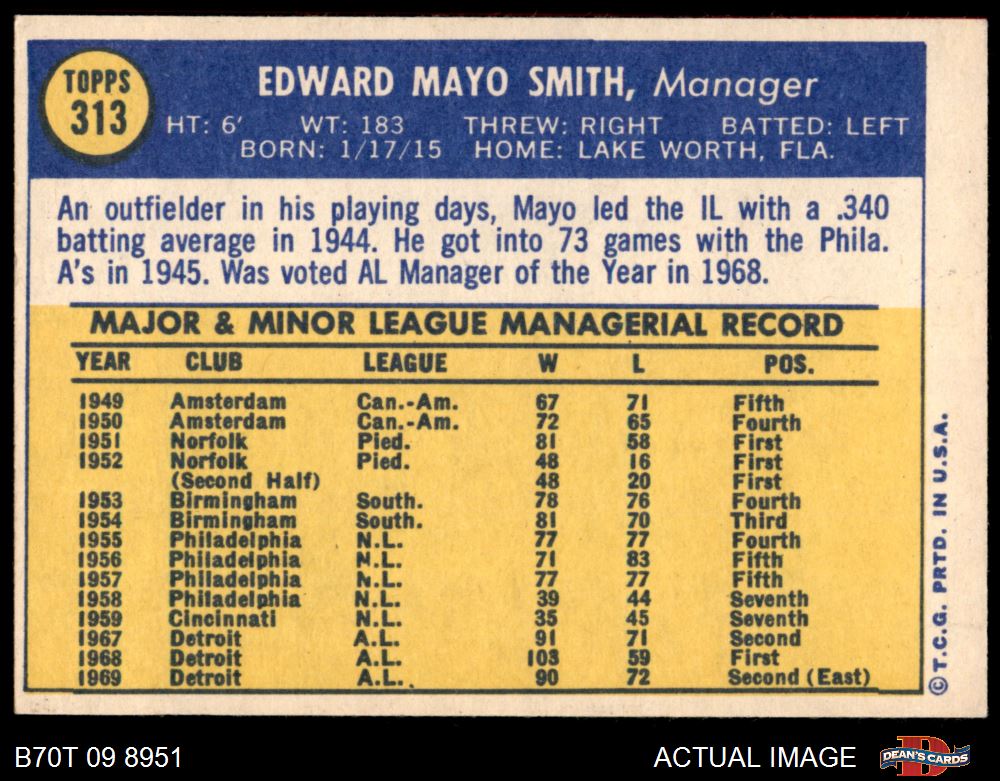 TOPPS
313
EDWARD MAYO SMITH, Manager
HT: 6' WT: 183 THREW: RIGHT BATTED: LEFT
BORN: 1/17/15 HOME: LAKE WORTH, FLA.
An outfielder in his playing days, Mayo led the IL with a .340
batting average in 1944. He got into 73 games with the Phila.
A's in 1945. Was voted AL Manager of the Year in 1968.
MAJOR & MINOR LEAGUE MANAGERIAL RECORD
YEAR CLUB LEAGUE W L POS.
1949 Amsterdam Can.-Am. 67 71 Fifth
1950 Amsterdam Can.-Am. 72 65 Fourth
1951 Norfolk Pied. 81 58 First
1952 Norfolk Pied. 48 16 First
(Second Half) 48 20 First
1953 Birmingham South. 78 76 Fourth
1954 Birmingham South. 81 70 Third
1955 Philadelphia N.L. 77 77 Fourth
1956 Philadelphia N.L. 71 83 Fifth
1957 Philadelphia N.L. 77 77 Fifth
1958 Philadelphia N.L. 39 44 Seventh
1959 Cincinnati N.L. 35 45 Seventh
1967 Detroit A.L. 91 71 Second
1968 Detroit A.L. 103 59 First
1969 Detroit A.L. 90 72 Second (East)
© T.C.G. PRTD. IN U.S.A.
B70T 09 8951
ACTUAL IMAGE
D
DEAN'S CARDS